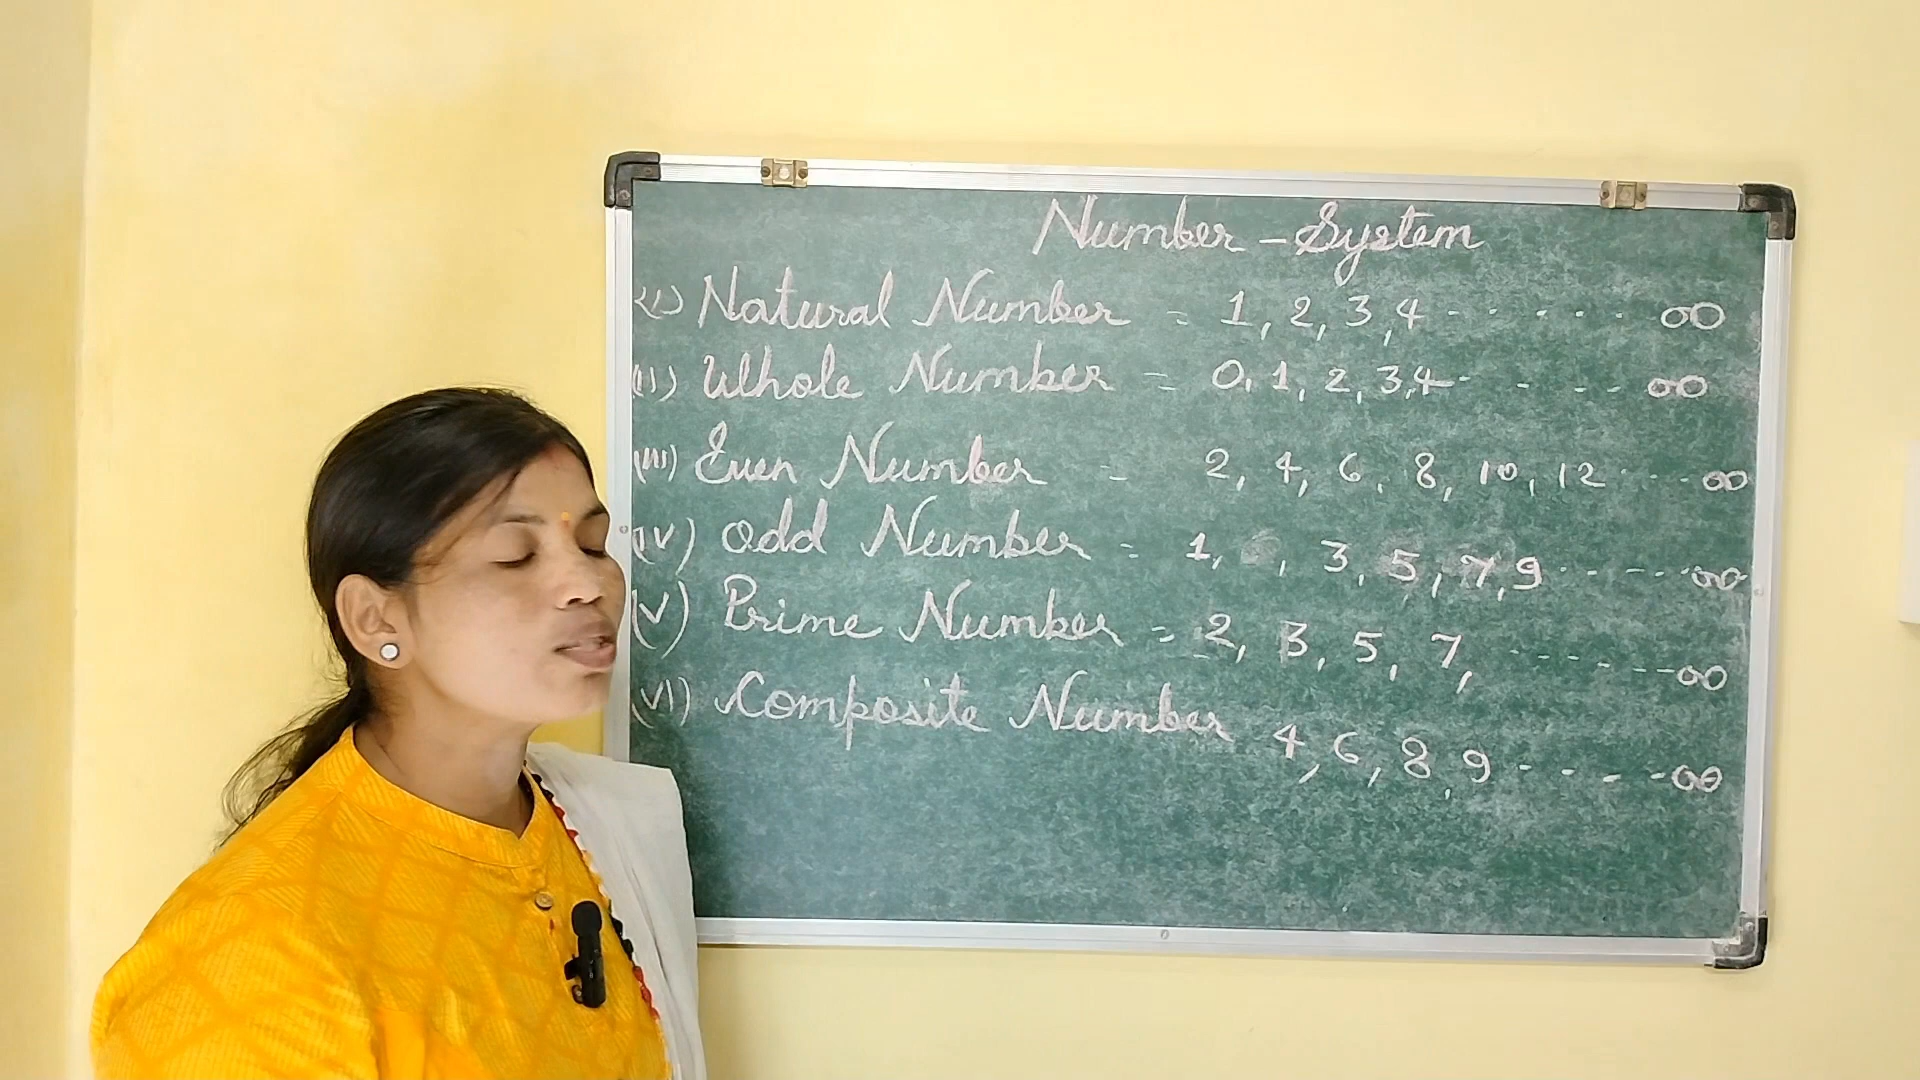 Number - System
(i) Natural Number = 1, 2, 3, 4 - - - - - - ∞
(ii) Whole Number = 0, 1, 2, 3, 4 - - - - - ∞
(iii) Even Number = 2, 4, 6, 8, 10, 12 - - - ∞
(iv) Odd Number = 1, , 3, 5, 7, 9 - - - - - ∞
(v) Prime Number = 2, 3, 5, 7, - - - - - - ∞
(vi) Composite Number 4, 6, 8, 9 - - - - - ∞